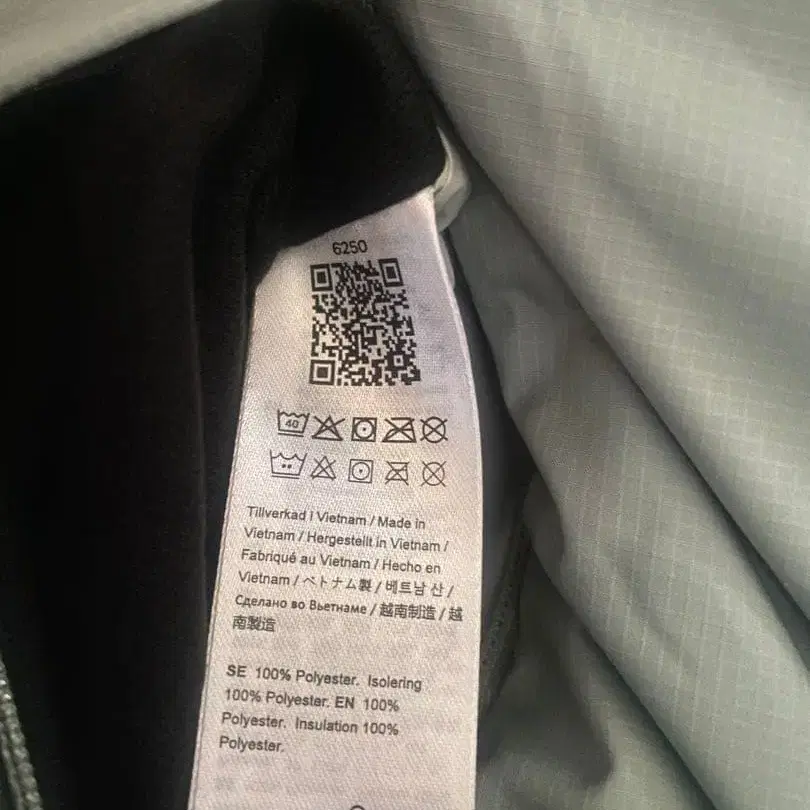 6250
40
Tillverkad I Vietnam / Made in
Vietnam / Hergestellt in Vietnam /
Fabriqué au Vietnam / Hecho en
Vietnam / ベトナム製 / 베트남 산 /
Сделано во Вьетнаме / 越南制造 / 越
南製造
SE 100% Polyester. Isolering
100% Polyester. EN 100%
Polyester. Insulation 100%
Polyester.